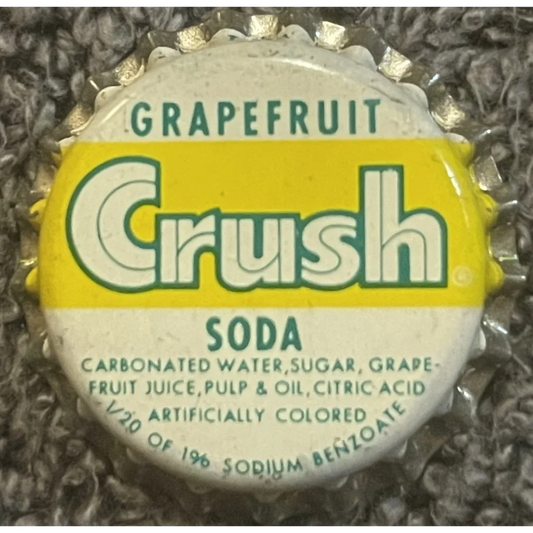 GRAPEFRUIT
Crush ®
SODA
CARBONATED WATER, SUGAR, GRAPE-
FRUIT JUICE, PULP & OIL, CITRIC ACID
ARTIFICIALLY COLORED
1/20 OF 1% SODIUM BENZOATE